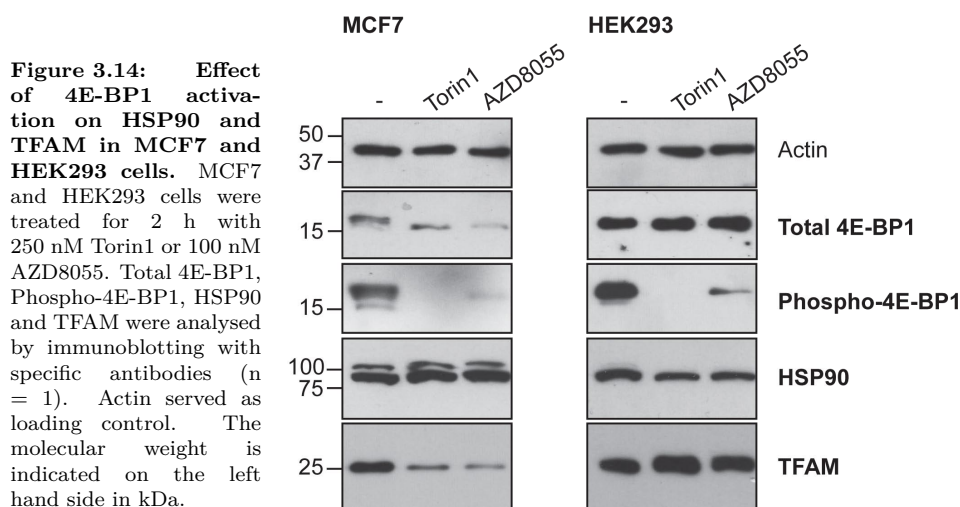 Figure 3.14: Effect
of 4E-BP1 activa-
tion on HSP90 and
TFAM in MCF7 and
HEK293 cells. MCF7
and HEK293 cells were
treated for 2 h with
250 nM Torin1 or 100 nM
AZD8055. Total 4E-BP1,
Phospho-4E-BP1, HSP90
and TFAM were analysed
by immunoblotting with
specific antibodies (n
= 1). Actin served as
loading control. The
molecular weight is
indicated on the left
hand side in kDa.
MCF7
HEK293
- Torin1 AZD8055
- Torin1 AZD8055
50
37
Actin
15
Total 4E-BP1
15
Phospho-4E-BP1
100
75
HSP90
25
TFAM